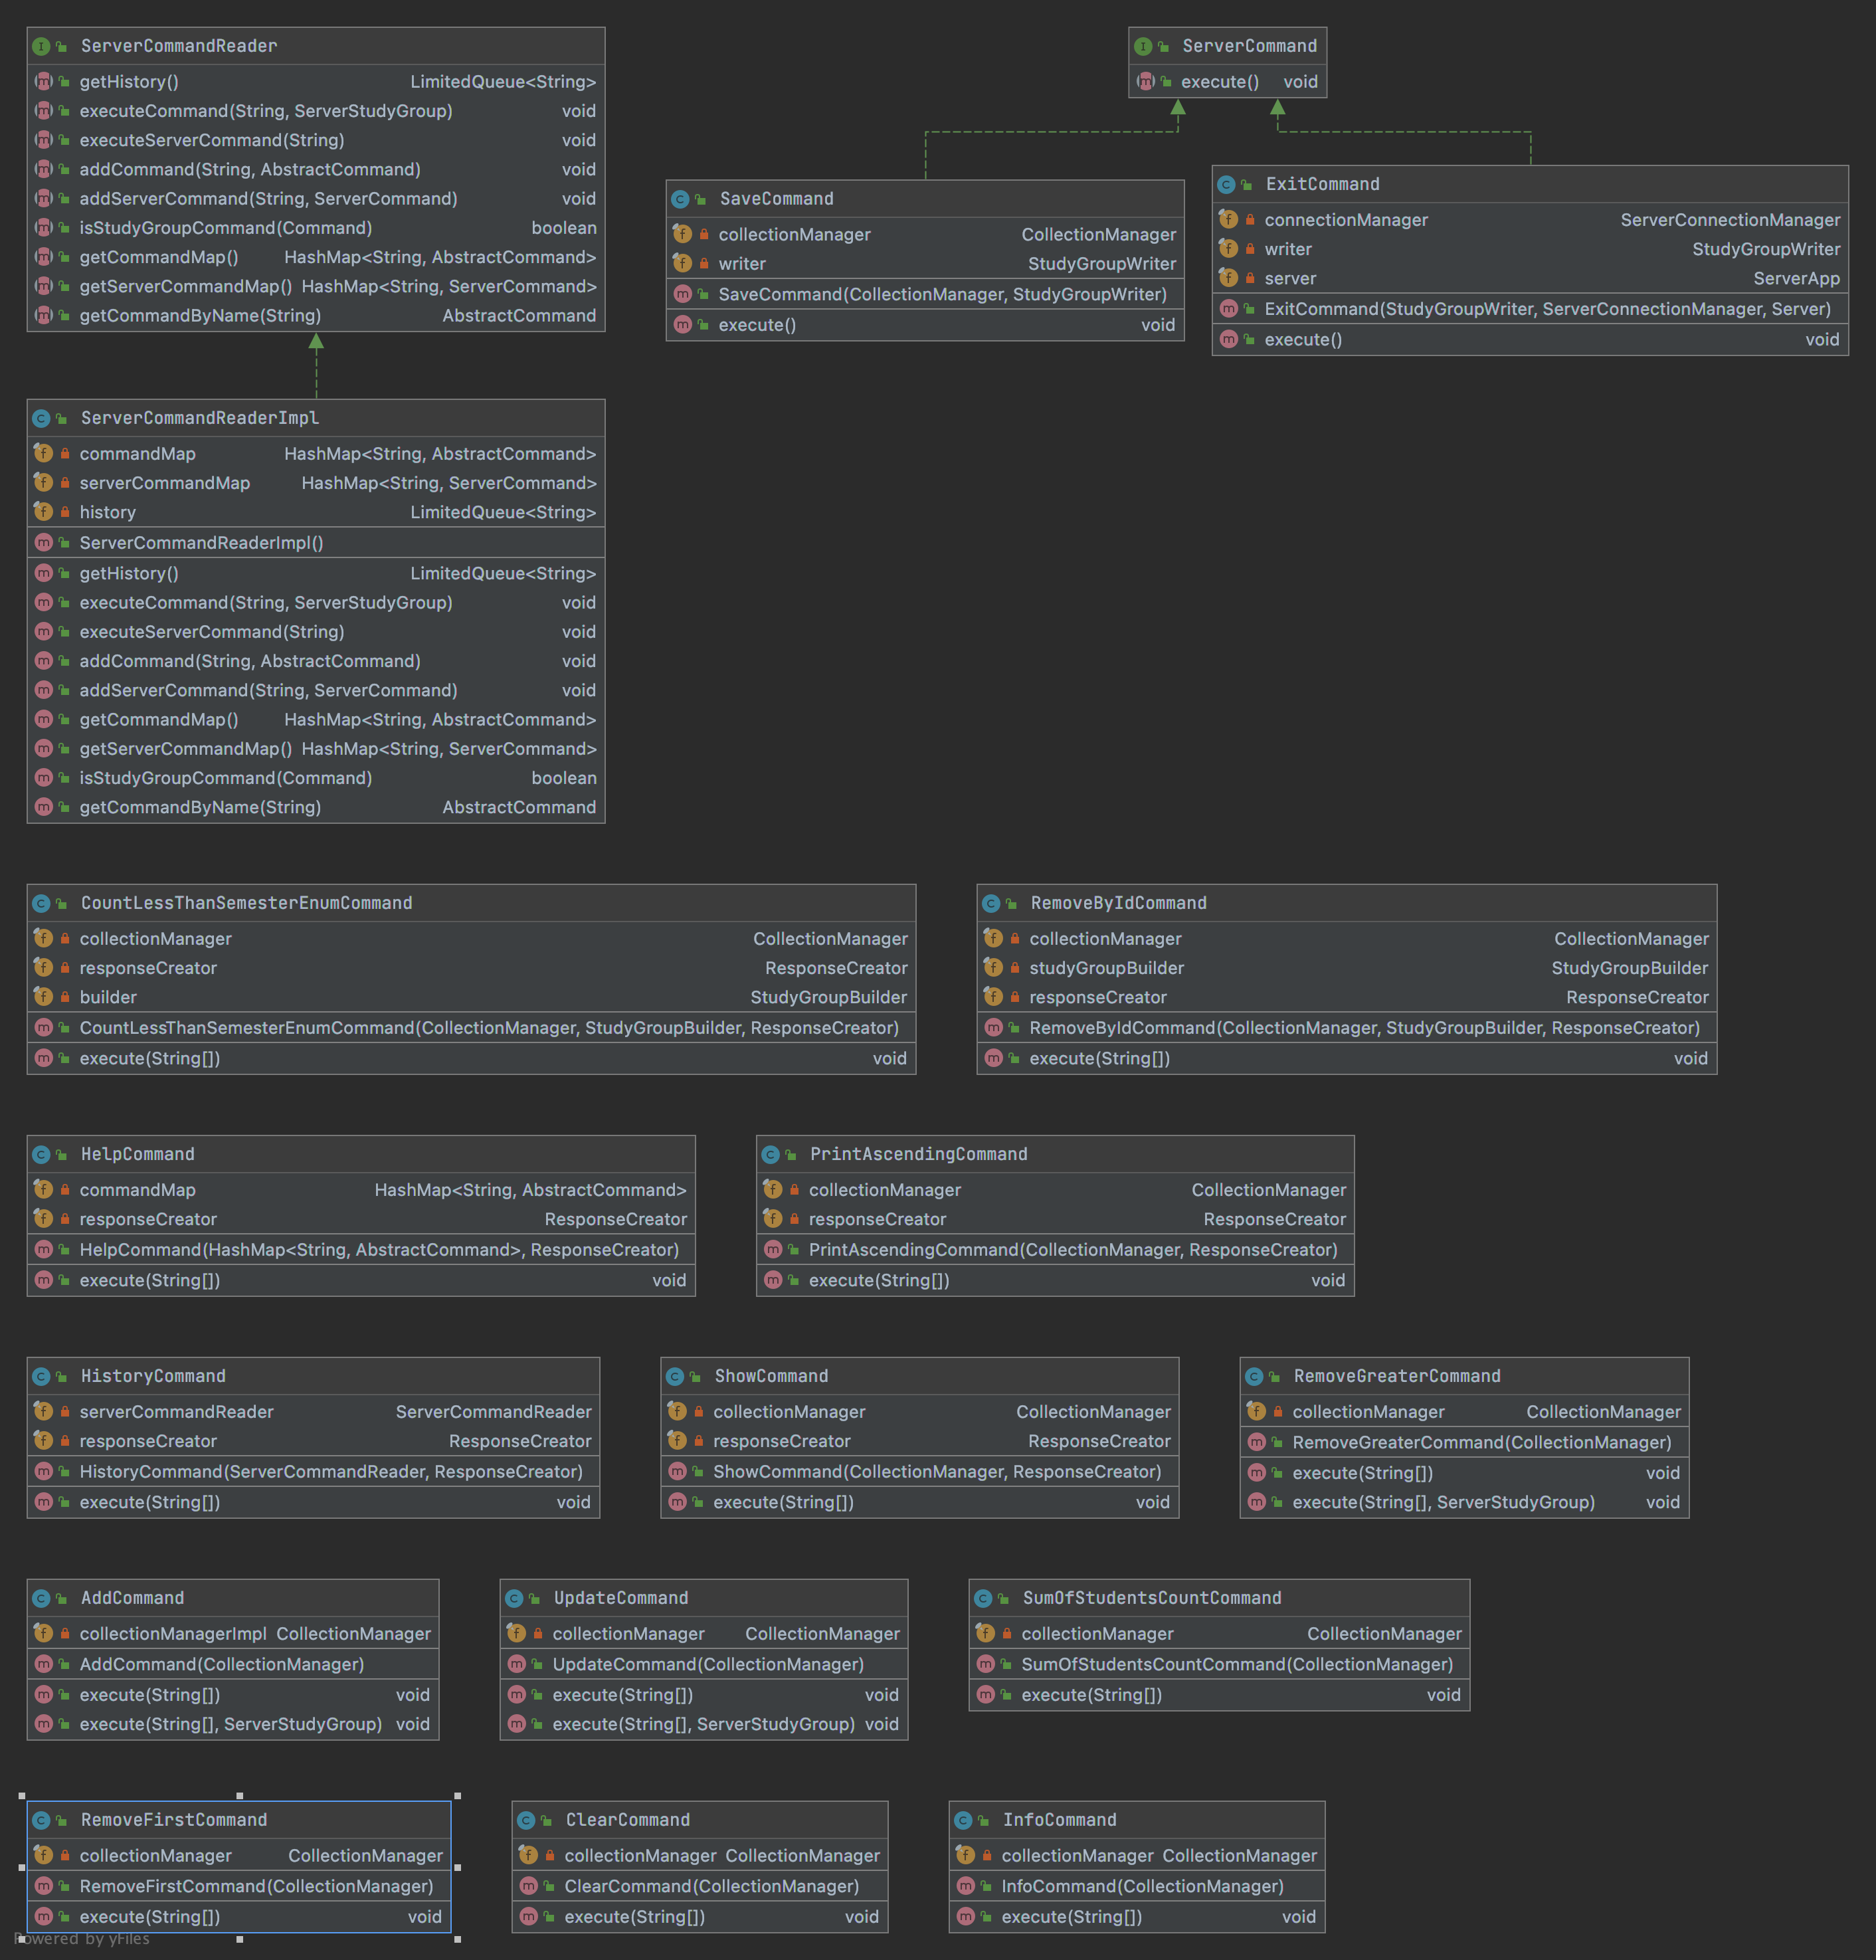 ServerCommandReader
getHistory() LimitedQueue<String>
executeCommand(String, ServerStudyGroup) void
executeServerCommand(String) void
addCommand(String, AbstractCommand) void
addServerCommand(String, ServerCommand) void
isStudyGroupCommand(Command) boolean
getCommandMap() HashMap<String, AbstractCommand>
getServerCommandMap() HashMap<String, ServerCommand>
getCommandByName(String) AbstractCommand
ServerCommand
execute() void
SaveCommand
collectionManager CollectionManager
writer StudyGroupWriter
SaveCommand(CollectionManager, StudyGroupWriter)
execute() void
ExitCommand
connectionManager ServerConnectionManager
writer StudyGroupWriter
server ServerApp
ExitCommand(StudyGroupWriter, ServerConnectionManager, Server)
execute() void
ServerCommandReaderImpl
commandMap HashMap<String, AbstractCommand>
serverCommandMap HashMap<String, ServerCommand>
history LimitedQueue<String>
ServerCommandReaderImpl()
getHistory() LimitedQueue<String>
executeCommand(String, ServerStudyGroup) void
executeServerCommand(String) void
addCommand(String, AbstractCommand) void
addServerCommand(String, ServerCommand) void
getCommandMap() HashMap<String, AbstractCommand>
getServerCommandMap() HashMap<String, ServerCommand>
isStudyGroupCommand(Command) boolean
getCommandByName(String) AbstractCommand
CountLessThanSemesterEnumCommand
collectionManager CollectionManager
responseCreator ResponseCreator
builder StudyGroupBuilder
CountLessThanSemesterEnumCommand(CollectionManager, StudyGroupBuilder, ResponseCreator)
execute(String[]) void
RemoveByIdCommand
collectionManager CollectionManager
studyGroupBuilder StudyGroupBuilder
responseCreator ResponseCreator
RemoveByIdCommand(CollectionManager, StudyGroupBuilder, ResponseCreator)
execute(String[]) void
HelpCommand
commandMap HashMap<String, AbstractCommand>
responseCreator ResponseCreator
HelpCommand(HashMap<String, AbstractCommand>, ResponseCreator)
execute(String[]) void
PrintAscendingCommand
collectionManager CollectionManager
responseCreator ResponseCreator
PrintAscendingCommand(CollectionManager, ResponseCreator)
execute(String[]) void
HistoryCommand
serverCommandReader ServerCommandReader
responseCreator ResponseCreator
HistoryCommand(ServerCommandReader, ResponseCreator)
execute(String[]) void
ShowCommand
collectionManager CollectionManager
responseCreator ResponseCreator
ShowCommand(CollectionManager, ResponseCreator)
execute(String[]) void
RemoveGreaterCommand
collectionManager CollectionManager
RemoveGreaterCommand(CollectionManager)
execute(String[]) void
execute(String[], ServerStudyGroup) void
AddCommand
collectionManagerImpl CollectionManager
AddCommand(CollectionManager)
execute(String[]) void
execute(String[], ServerStudyGroup) void
UpdateCommand
collectionManager CollectionManager
UpdateCommand(CollectionManager)
execute(String[]) void
execute(String[], ServerStudyGroup) void
SumOfStudentsCountCommand
collectionManager CollectionManager
SumOfStudentsCountCommand(CollectionManager)
execute(String[]) void
RemoveFirstCommand
collectionManager CollectionManager
RemoveFirstCommand(CollectionManager)
execute(String[]) void
ClearCommand
collectionManager CollectionManager
ClearCommand(CollectionManager)
execute(String[]) void
InfoCommand
collectionManager CollectionManager
InfoCommand(CollectionManager)
execute(String[]) void
Powered by yFiles